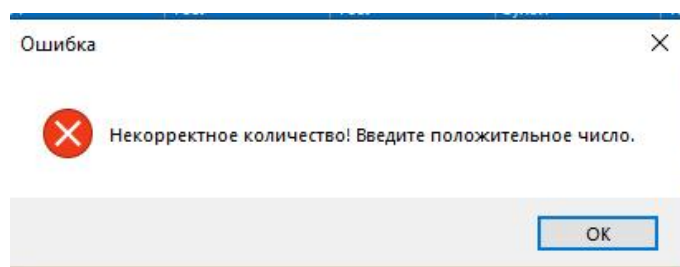 Ошибка
Некорректное количество! Введите положительное число.
OK